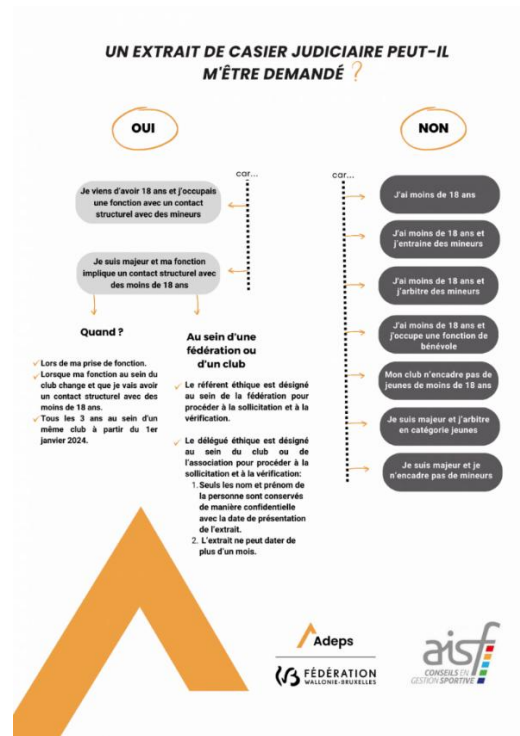 UN EXTRAIT DE CASIER JUDICIAIRE PEUT-IL
M'ÊTRE DEMANDÉ ?
OUI
car...
Je viens d'avoir 18 ans et j'occupais
une fonction avec un contact
structurel avec des mineurs
Je suis majeur et ma fonction
implique un contact structurel avec
des moins de 18 ans
Quand ?
Lors de ma prise de fonction.
Lorsque ma fonction au sein du
club change et que je vais avoir
un contact structurel avec des
moins de 18 ans.
Tous les 3 ans au sein d'un
même club à partir du 1er
janvier 2024.
Au sein d'une
fédération ou
d'un club
Le référent éthique est désigné
au sein de la fédération pour
procéder à la sollicitation et à la
vérification.
Le délégué éthique est désigné
au sein du club ou de
l'association pour procéder à la
sollicitation et à la vérification:
1. Seuls les nom et prénom de
la personne sont conservés
de manière confidentielle
avec la date de présentation
de l'extrait.
2. L'extrait ne peut dater de
plus d'un mois.
NON
car...
J'ai moins de 18 ans
J'ai moins de 18 ans et
j'entraine des mineurs
J'ai moins de 18 ans et
j'arbitre des mineurs
J'ai moins de 18 ans et
j'occupe une fonction de
bénévole
Mon club n'encadre pas de
jeunes de moins de 18 ans
Je suis majeur et j'arbitre
en catégorie jeunes
Je suis majeur et je
n'encadre pas de mineurs
Adeps
FÉDÉRATION
WALLONIE-BRUXELLES
aisf
CONSEILS EN
GESTION SPORTIVE